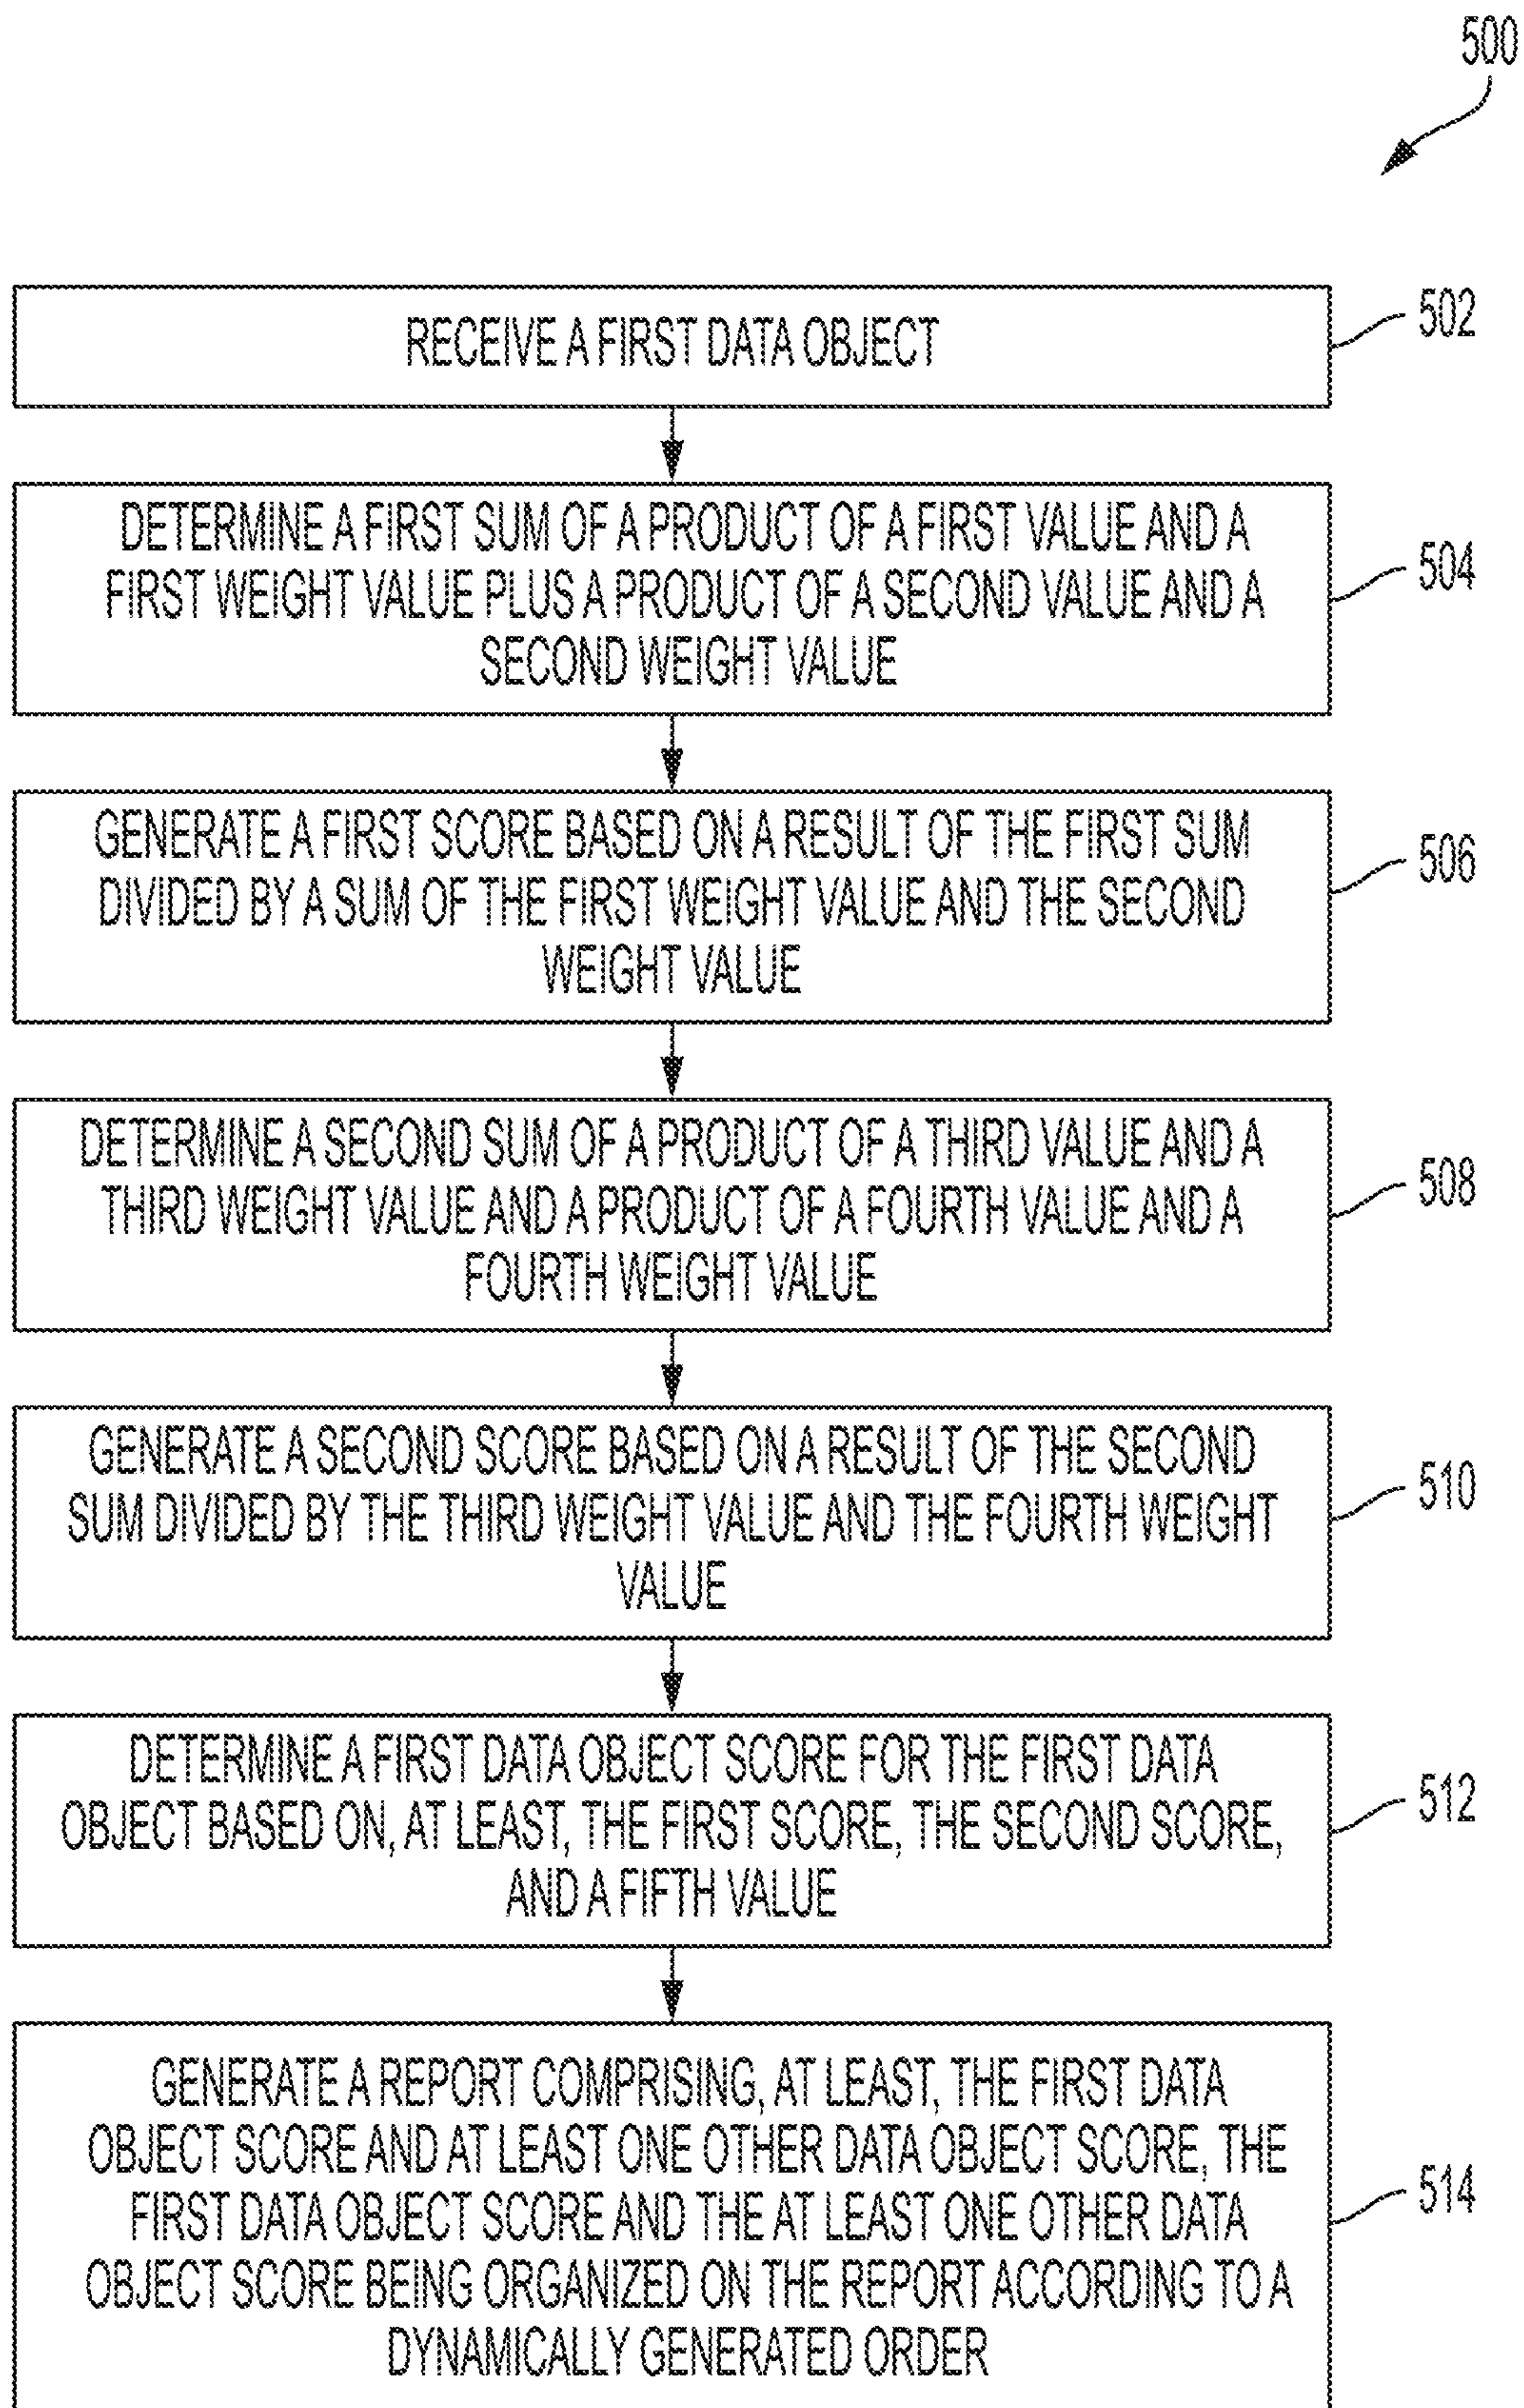 500
RECEIVE A FIRST DATA OBJECT
502
DETERMINE A FIRST SUM OF A PRODUCT OF A FIRST VALUE AND A
FIRST WEIGHT VALUE PLUS A PRODUCT OF A SECOND VALUE AND A
SECOND WEIGHT VALUE
504
GENERATE A FIRST SCORE BASED ON A RESULT OF THE FIRST SUM
DIVIDED BY A SUM OF THE FIRST WEIGHT VALUE AND THE SECOND
WEIGHT VALUE
506
DETERMINE A SECOND SUM OF A PRODUCT OF A THIRD VALUE AND A
THIRD WEIGHT VALUE AND A PRODUCT OF A FOURTH VALUE AND A
FOURTH WEIGHT VALUE
508
GENERATE A SECOND SCORE BASED ON A RESULT OF THE SECOND
SUM DIVIDED BY THE THIRD WEIGHT VALUE AND THE FOURTH WEIGHT
VALUE
510
DETERMINE A FIRST DATA OBJECT SCORE FOR THE FIRST DATA
OBJECT BASED ON, AT LEAST, THE FIRST SCORE, THE SECOND SCORE,
AND A FIFTH VALUE
512
GENERATE A REPORT COMPRISING, AT LEAST, THE FIRST DATA
OBJECT SCORE AND AT LEAST ONE OTHER DATA OBJECT SCORE, THE
FIRST DATA OBJECT SCORE AND THE AT LEAST ONE OTHER DATA
OBJECT SCORE BEING ORGANIZED ON THE REPORT ACCORDING TO A
DYNAMICALLY GENERATED ORDER
514